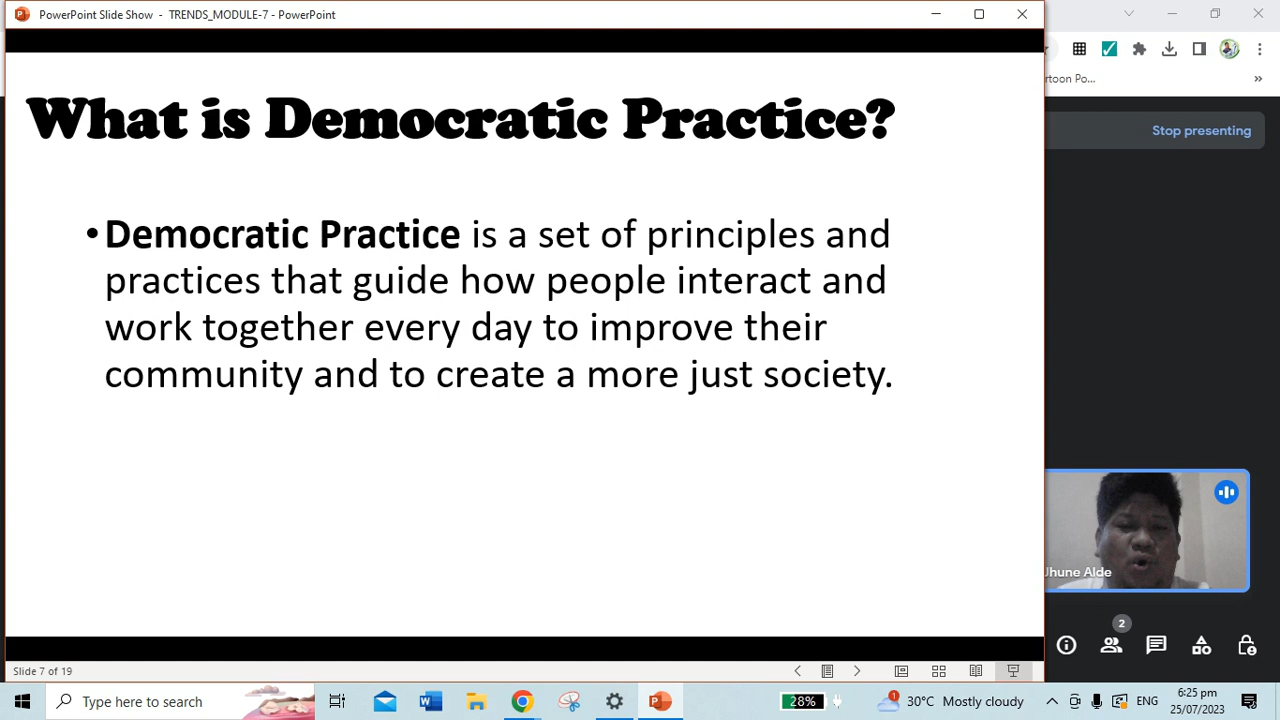 PowerPoint Slide Show - TRENDS_MODULE-7 - PowerPoint
What is Democratic Practice?
• Democratic Practice is a set of principles and
practices that guide how people interact and
work together every day to improve their
community and to create a more just society.
rtoon Po...
»
Stop presenting
Jhune Alde
2
Slide 7 of 19
Type here to search
28%
1
30°C Mostly cloudy
ENG
6:25 pm
25/07/2023